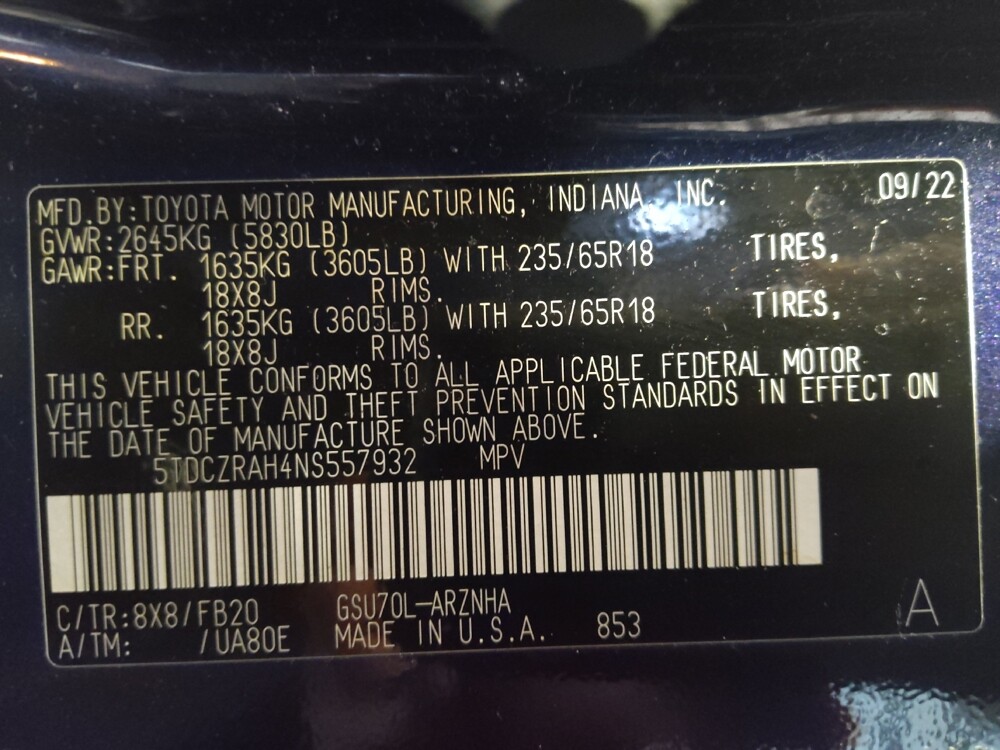 MFD.BY:TOYOTA MOTOR MANUFACTURING, INDIANA, INC. 09/22
GVWR:2645KG (5830LB)
GAWR:FRT. 1635KG (3605LB) WITH 235/65R18 TIRES,
18X8J RIMS.
RR. 1635KG (3605LB) WITH 235/65R18 TIRES,
18X8J RIMS.
THIS VEHICLE CONFORMS TO ALL APPLICABLE FEDERAL MOTOR
VEHICLE SAFETY AND THEFT PREVENTION STANDARDS IN EFFECT ON
THE DATE OF MANUFACTURE SHOWN ABOVE.
5TDCZRAH4NS557932 MPV
C/TR:8X8/FB20 GSU70L-ARZNHA
A/TM: /UA80E MADE IN U.S.A. 853
A